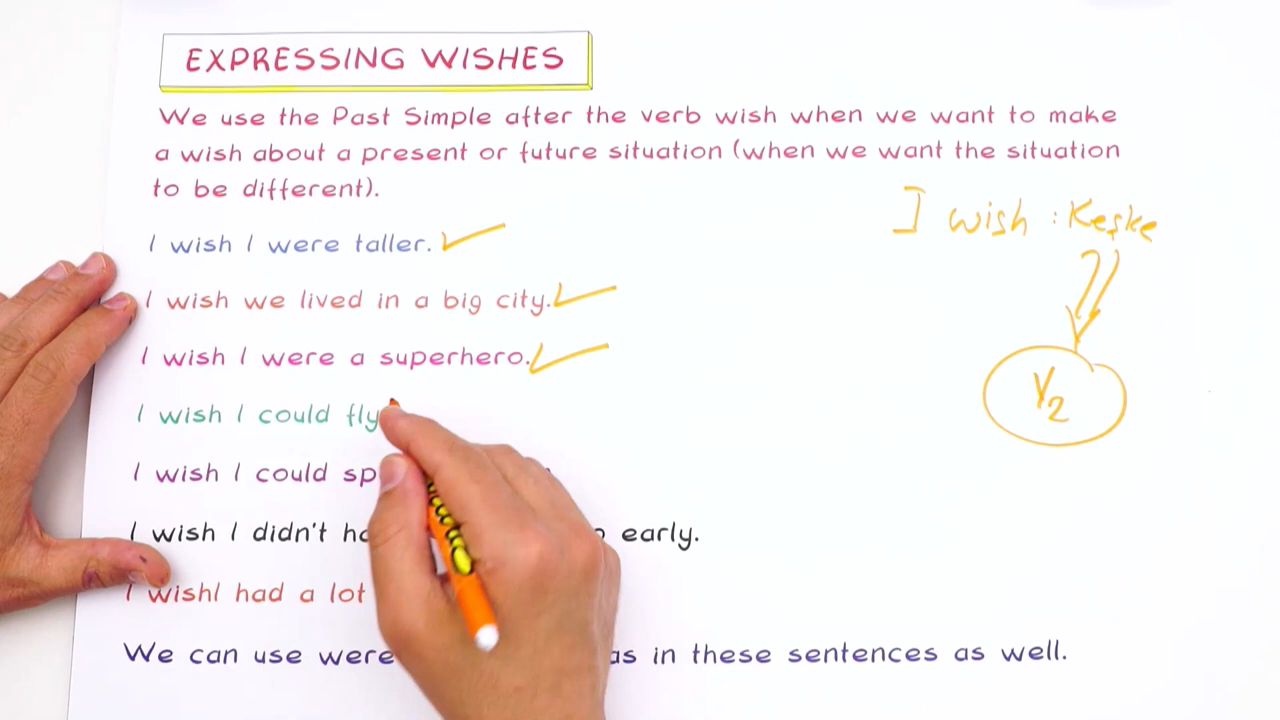 EXPRESSING WISHES
We use the Past Simple after the verb wish when we want to make
a wish about a present or future situation (when we want the situation
to be different).
I wish I were taller.
I wish we lived in a big city.
I wish I were a superhero.
I wish I could fly
I wish I could
I wish I didn't early.
I wishI had a lot
We can use were in these sentences as well.
I wish : Keşke
V2